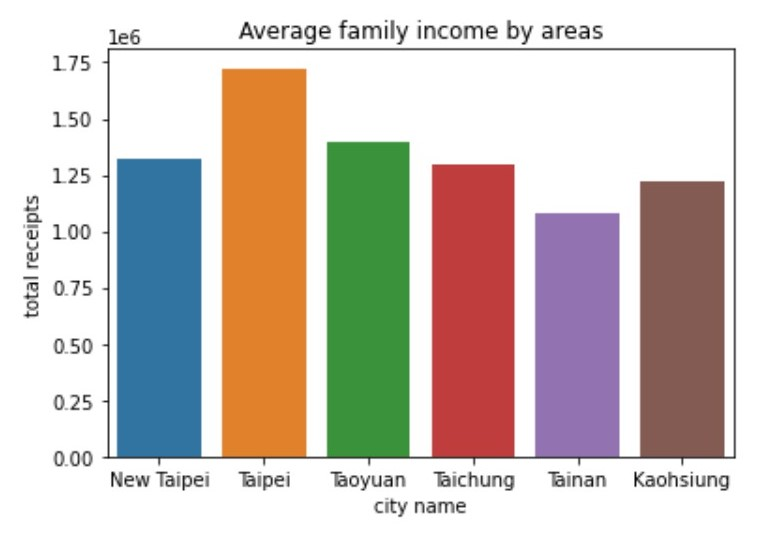 Average family income by areas
1e6
1.75
1.50
1.25
1.00
0.75
0.50
0.25
0.00
total receipts
New Taipei Taipei Taoyuan Taichung Tainan Kaohsiung
city name